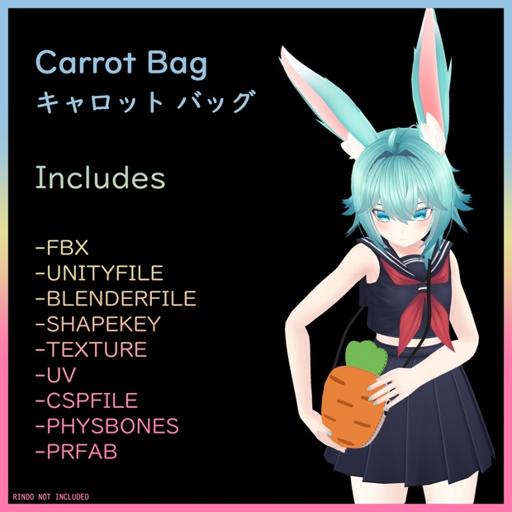 Carrot Bag
キャロット バッグ
Includes
-FBX
-UNITYFILE
-BLENDERFILE
-SHAPEKEY
-TEXTURE
-UV
-CSPFILE
-PHYSBONES
-PRFAB
RINDO NOT INCLUDED